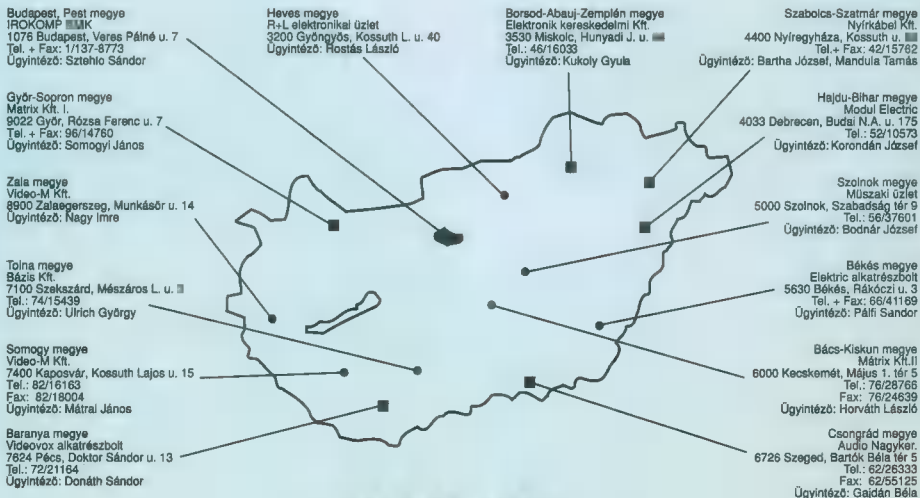 Budapest, Pest megye
IROKOMP
1076 Budapest, Veres Pálné u. 7
Tel. + Fax: 1/137-8773
Ügyintéző: Sztehlo Sándor
Heves megye
R+L elektronikai üzlet
3200 Gyöngyös, Kossuth L. u. 40
Ügyintéző: Rostás László
Borsod-Abauj-Zemplén megye
Elektronik kereskedelmi Kft.
3530 Miskolc, Hunyadi J. u.
Tel.: 46/16033
Ügyintéző: Kukoly Gyula
Szabolcs-Szatmár megye
Nyírkábel Kft.
4400 Nyíregyháza, Kossuth u.
Tel.+ Fax: 42/15762
Ügyintéző: Bartha József, Mandula Tamás
Győr-Sopron megye
Matrix Kft. I.
9022 Győr, Rózsa Ferenc u. 7
Tel. + Fax: 96/14760
Ügyintéző: Somogyi János
Hajdu-Bihar megye
Modul Electric
4033 Debrecen, Budai N.A. u. 175
Tel.: 52/10573
Ügyintéző: Korondán József
Zala megye
Video-M Kft.
8900 Zalaegerszeg, Munkásőr u. 14
Ügyintéző: Nagy Imre
Szolnok megye
Műszaki üzlet
5000 Szolnok, Szabadság tér 9
Tel.: 56/37601
Ügyintéző: Bodnár József
Tolna megye
Bázis Kft.
7100 Szekszárd, Mészáros L. u.
Tel.: 74/15439
Ügyintéző: Ulrich György
Békés megye
Elektric alkatrészbolt
5630 Békés, Rákóczi u. 3
Tel. + Fax: 66/41169
Ügyintéző: Pálfi Sandor
Somogy megye
Video-M Kft.
7400 Kaposvár, Kossuth Lajos u. 15
Tel.: 82/16163
Fax: 82/18004
Ügyintéző: Mátrai János
Bács-Kiskun megye
Mátrix Kft.II
6000 Kecskemét, Május 1. tér 5
Tel.: 76/28766
Fax: 76/24639
Ügyintéző: Horváth László
Baranya megye
Videovox alkatrészbolt
7624 Pécs, Doktor Sándor u. 13
Tel.: 72/21164
Ügyintéző: Donáth Sándor
Csongrád megye
Audio Nagyker.
6726 Szeged, Bartók Béla tér 5
Tel.: 62/26333
Fax: 62/55125
Ügyintéző: Gajdán Béla